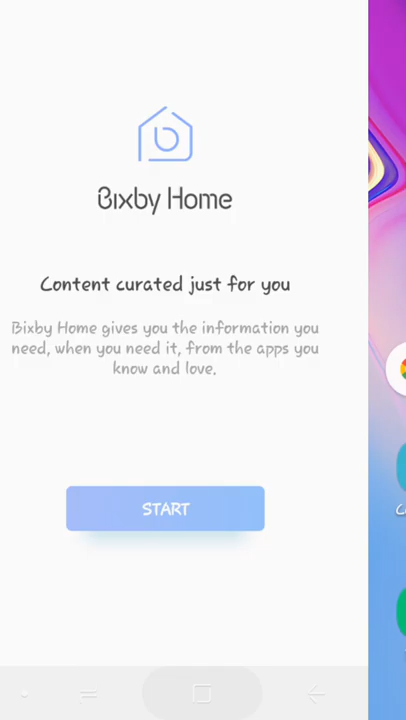 Bixby Home
Content curated just for you
Bixby Home gives you the information you
need, when you need it, from the apps you
know and love.
START